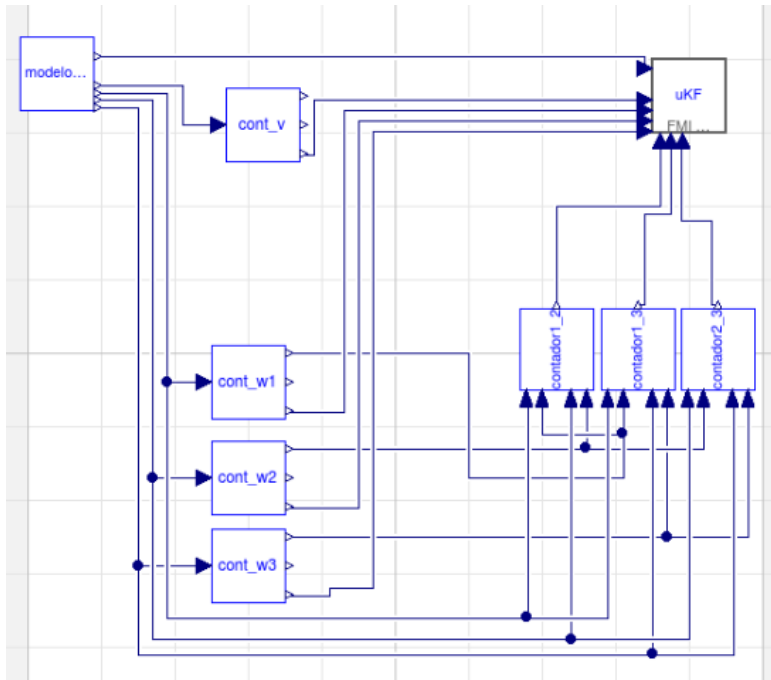 modelo...
uKF
FMI ...
cont_v
contador1_2
contador1_3
contador2_3
cont_w1
cont_w2
cont_w3